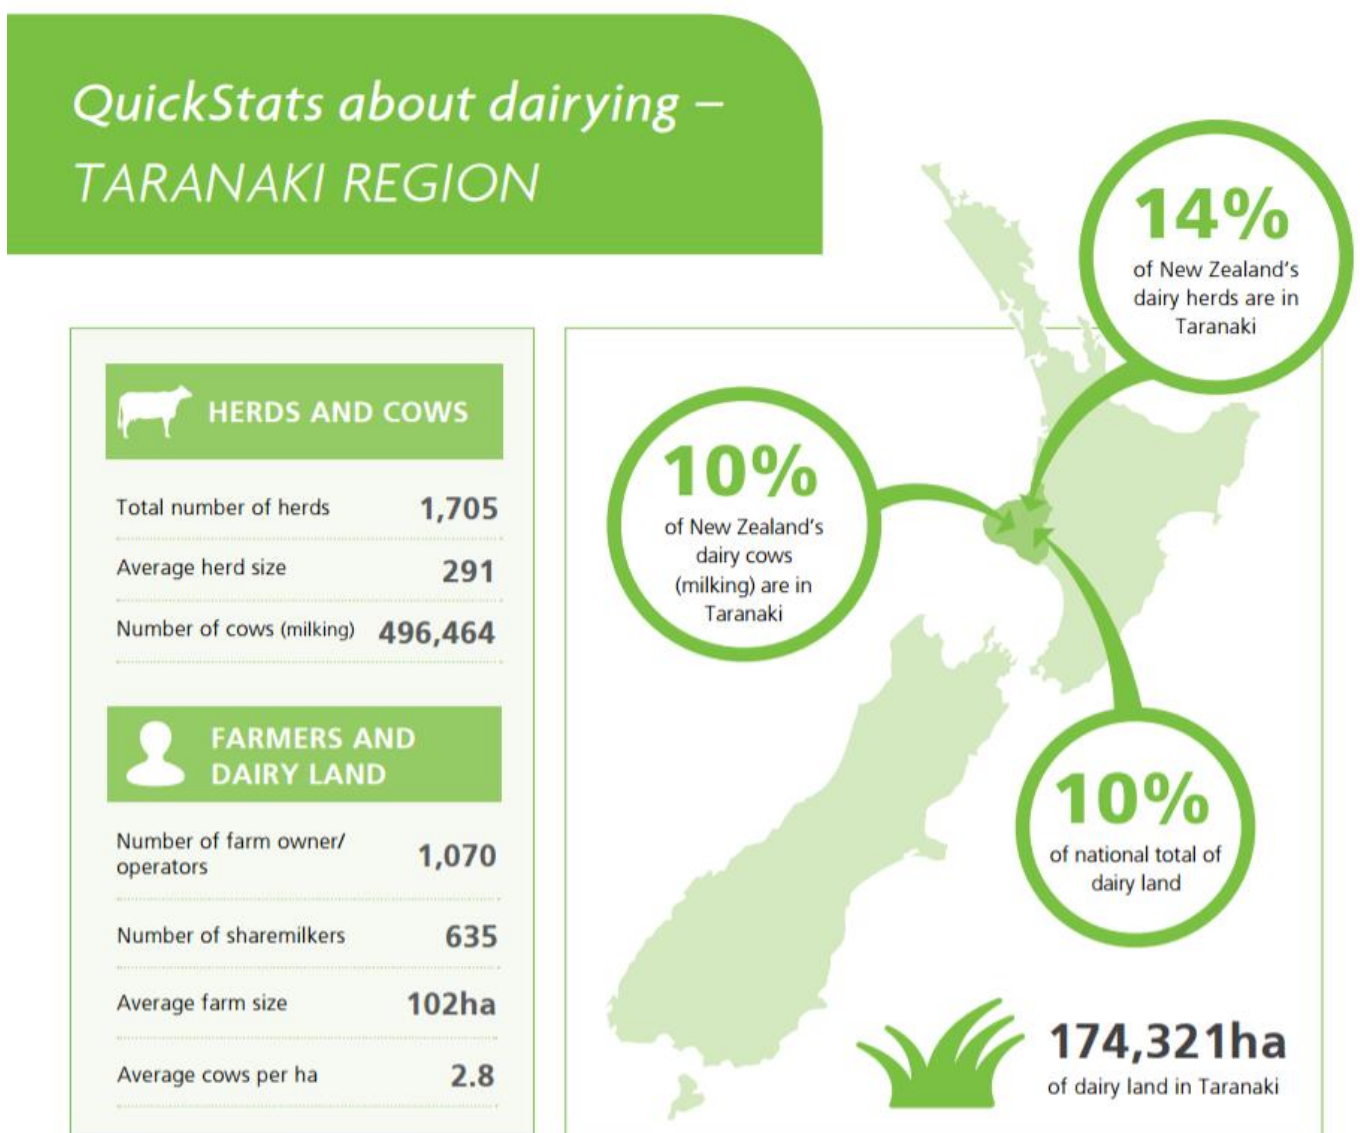 QuickStats about dairying –
TARANAKI REGION
HERDS AND COWS
Total number of herds 1,705
Average herd size 291
Number of cows (milking) 496,464
FARMERS AND
DAIRY LAND
Number of farm owner/
operators 1,070
Number of sharemilkers 635
Average farm size 102ha
Average cows per ha 2.8
14%
of New Zealand's
dairy herds are in
Taranaki
10%
of New Zealand's
dairy cows
(milking) are in
Taranaki
10%
of national total of
dairy land
174,321ha
of dairy land in Taranaki